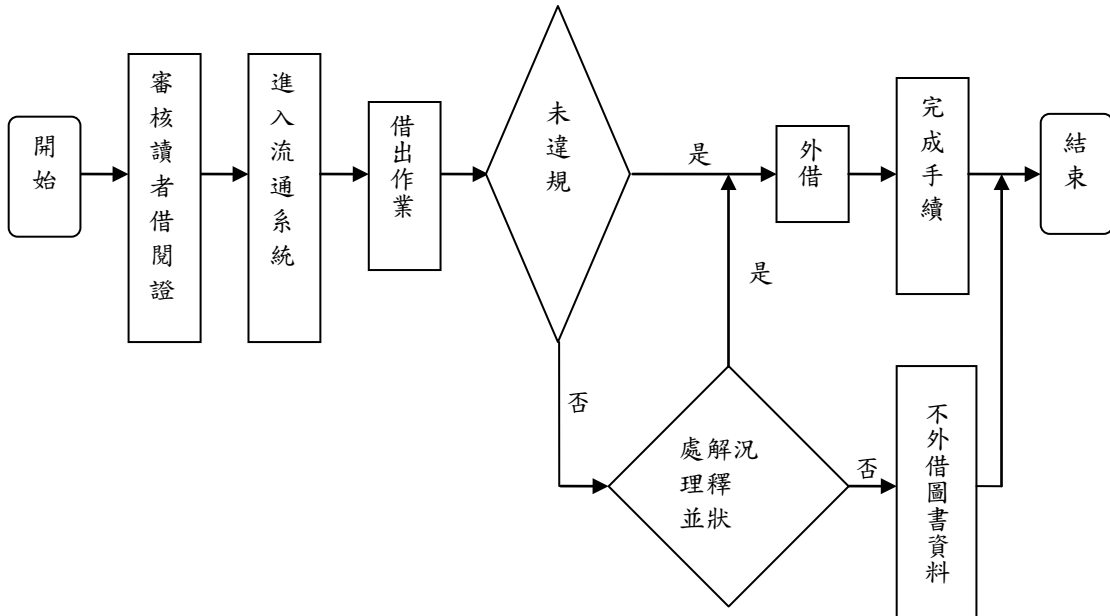 開始
審核讀者借閱證
進入流通系統
借出作業
未違規
是
外借
完成手續
結束
是
否
處解況
理釋
並狀
否
不外借圖書資料